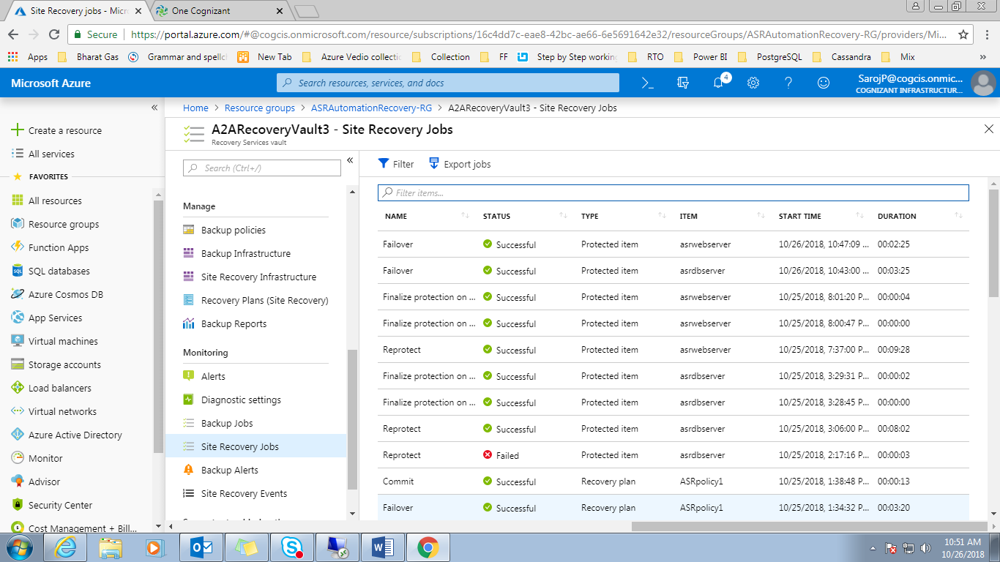 Site Recovery jobs - Micr
One Cognizant
Secure
https://portal.azure.com/#@cogcis.onmicrosoft.com/resource/subscriptions/16c4dd7c-eae8-42bc-ae66-6e5691642e32/resourceGroups/ASRAutomationRecovery-RG/providers/Mi...
Apps Bharat Gas Grammar and spellch New Tab Azure Vedio collectic Collection FF Step by Step working RTO Power BI PostgreSQL Cassandra Mix »
Microsoft Azure
Search resources, services, and docs
4
SarojP@cogcis.onmic...
COGNIZANT INFRASTRUCTUR...
Home > Resource groups > ASRAutomationRecovery-RG > A2ARecoveryVault3 - Site Recovery Jobs
A2ARecoveryVault3 - Site Recovery Jobs
Recovery Services vault
Create a resource
All services
FAVORITES
All resources
Resource groups
Function Apps
SQL databases
Azure Cosmos DB
App Services
Virtual machines
Storage accounts
Load balancers
Virtual networks
Azure Active Directory
Monitor
Advisor
Security Center
Cost Management + Bill...
Search (Ctrl+/)
Manage
Backup policies
Backup Infrastructure
Site Recovery Infrastructure
Recovery Plans (Site Recovery)
Backup Reports
Monitoring
Alerts
Diagnostic settings
Backup Jobs
Site Recovery Jobs
Backup Alerts
Site Recovery Events
Filter Export jobs
Filter items...
NAME STATUS TYPE ITEM START TIME DURATION
Failover Successful Protected item asrwebserver 10/26/2018, 10:47:09 ... 00:02:25
Failover Successful Protected item asrdbserver 10/26/2018, 10:43:00 ... 00:03:25
Finalize protection on ... Successful Protected item asrwebserver 10/25/2018, 8:01:20 P... 00:00:04
Finalize protection on ... Successful Protected item asrwebserver 10/25/2018, 8:00:47 P... 00:00:00
Reprotect Successful Protected item asrwebserver 10/25/2018, 7:37:00 P... 00:09:28
Finalize protection on ... Successful Protected item asrdbserver 10/25/2018, 3:29:31 P... 00:00:02
Finalize protection on ... Successful Protected item asrdbserver 10/25/2018, 3:28:45 P... 00:00:00
Reprotect Successful Protected item asrdbserver 10/25/2018, 3:06:00 P... 00:08:02
Reprotect Failed Protected item asrdbserver 10/25/2018, 2:17:16 P... 00:00:03
Commit Successful Recovery plan ASRpolicy1 10/25/2018, 1:38:48 P... 00:00:13
Failover Successful Recovery plan ASRpolicy1 10/25/2018, 1:34:32 P... 00:03:20
10:51 AM
10/26/2018